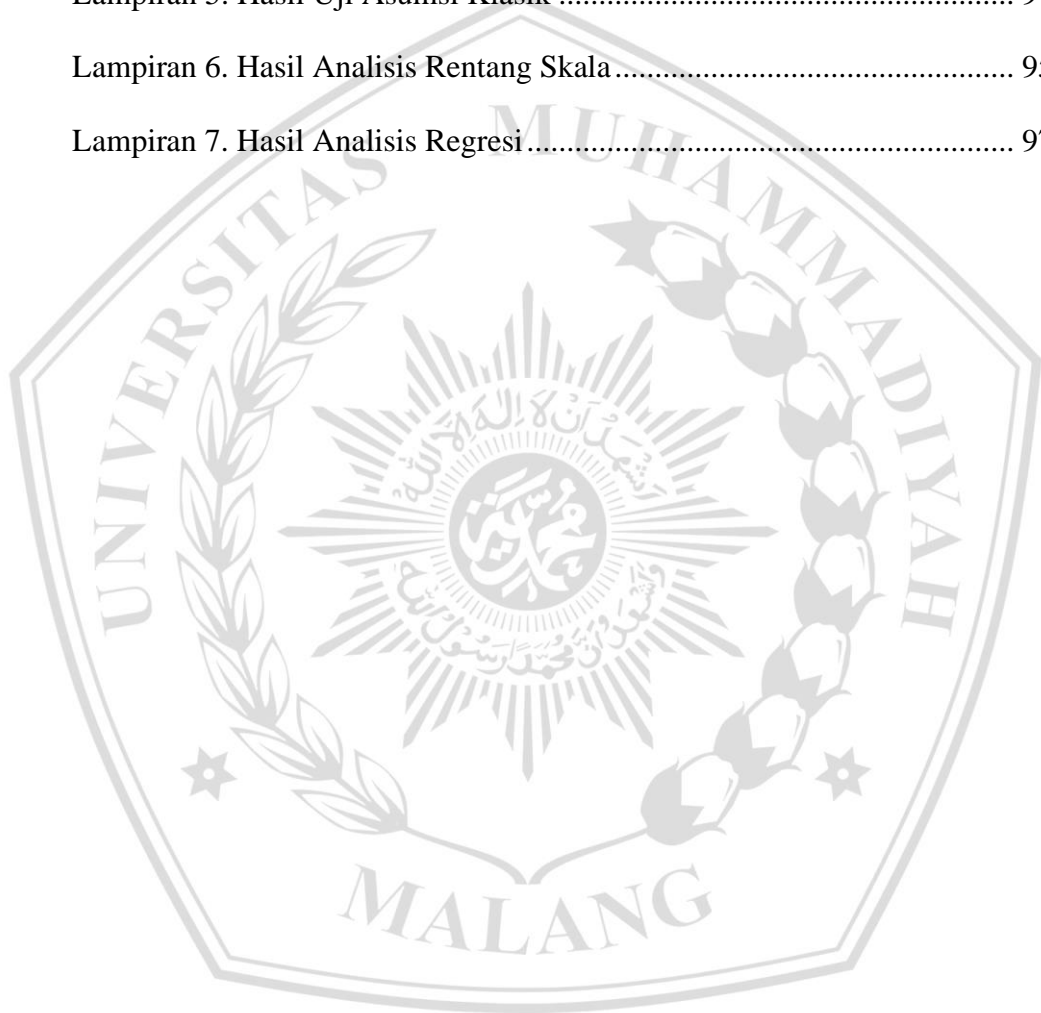 Lampiran 5. Hasil Uji Asumsi Klasik ........................................................ 9
Lampiran 6. Hasil Analisis Rentang Skala ................................................. 9
Lampiran 7. Hasil Analisis Regresi ............................................................ 97
UNIVERSITAS MUHAMMADIYAH
MALANG